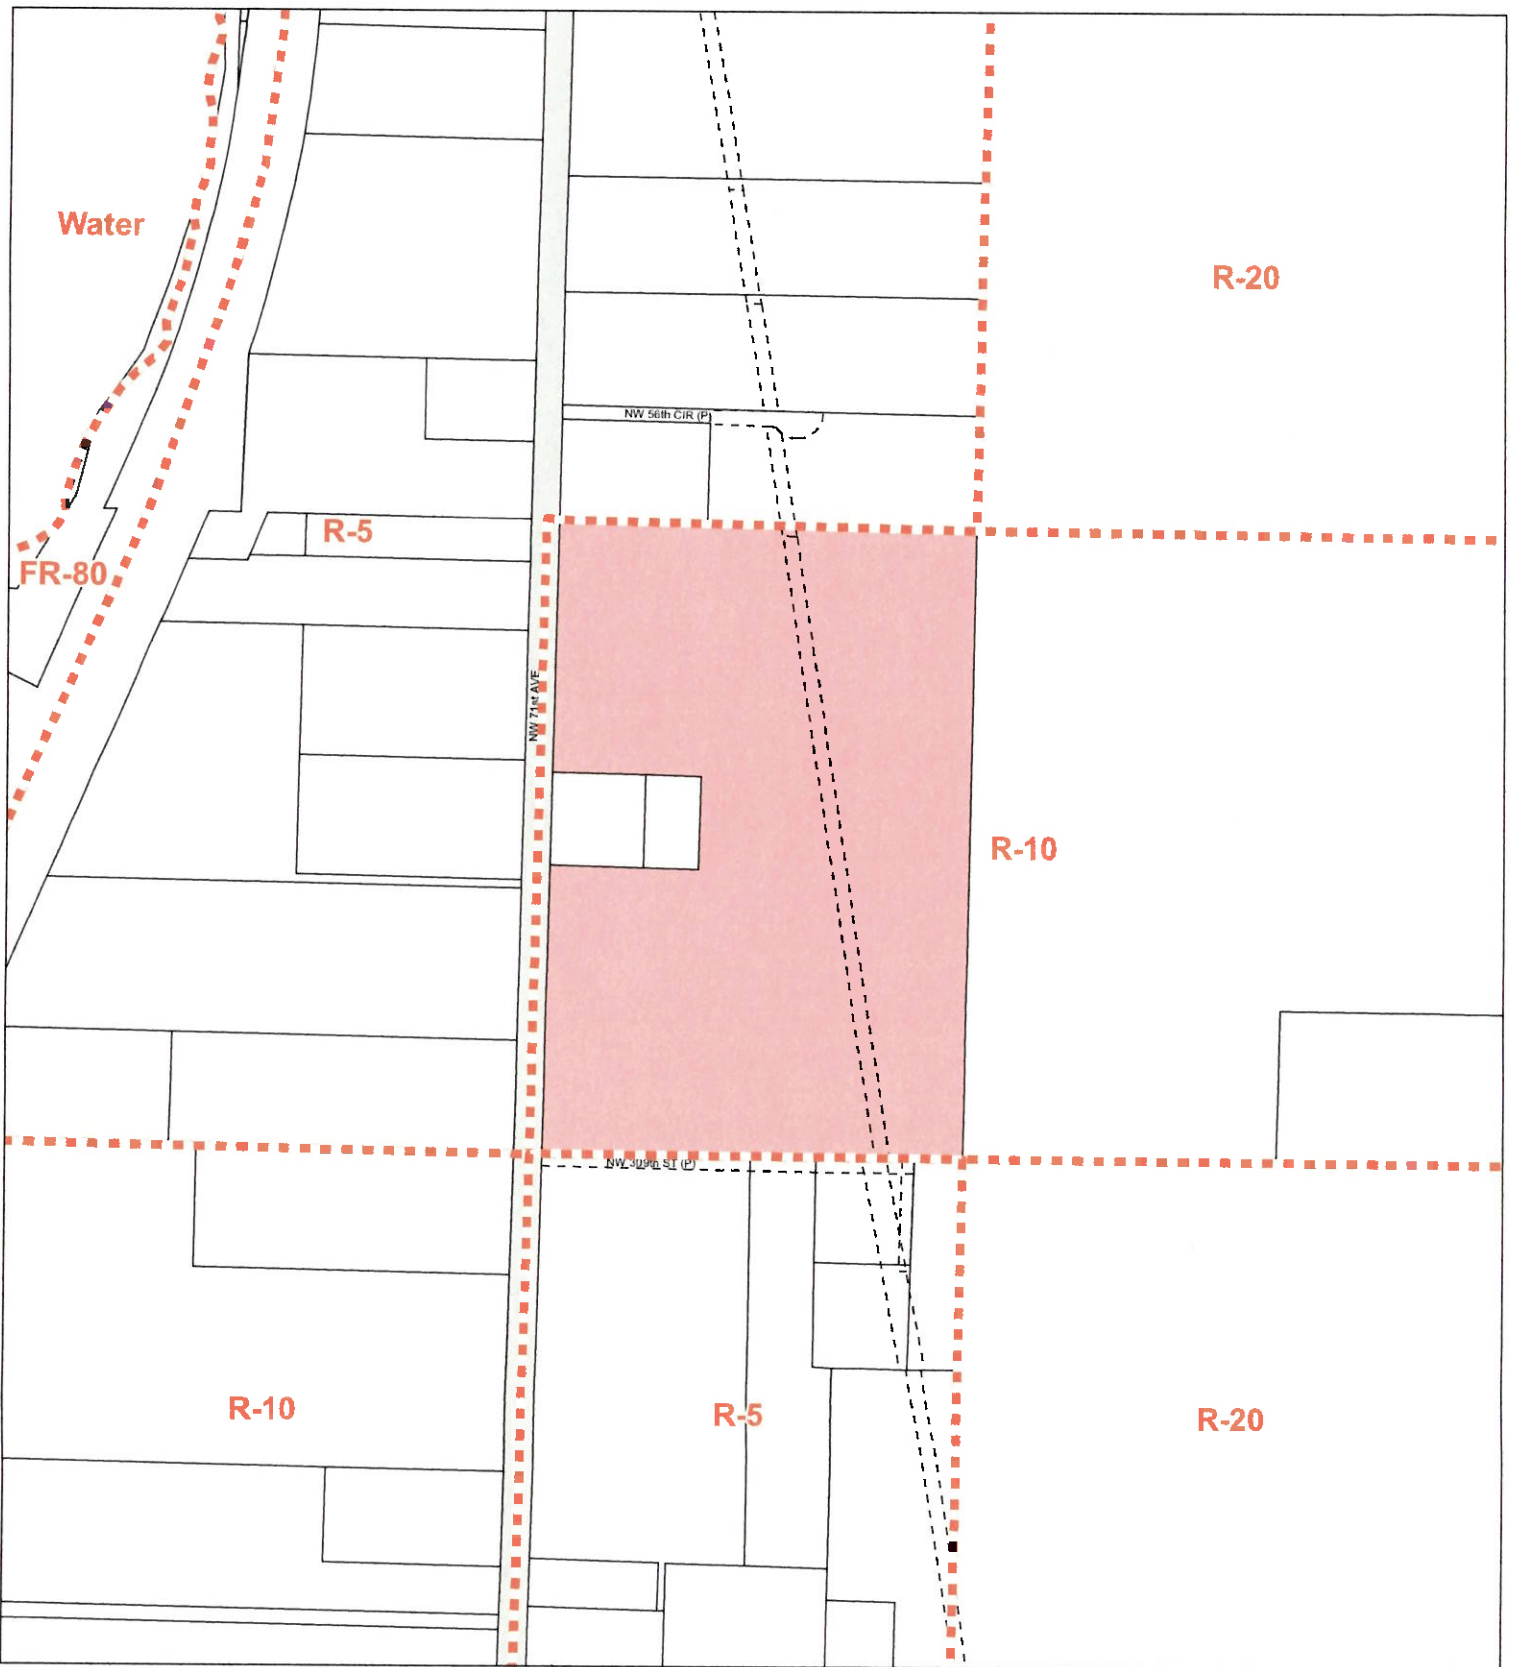 Water
R-20
NW 56th CIR (P)
R-5
FR-80
NW 71st AVE
R-10
NW 309th ST (P)
R-10
R-5
R-20